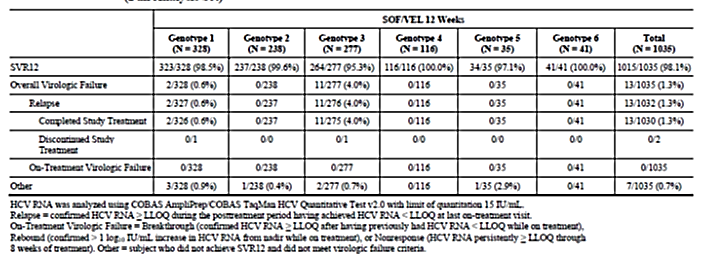 SOF/VEL 12 Weeks
Genotype 1 Genotype 2 Genotype 3 Genotype 4 Genotype 5 Genotype 6 Total
(N = 328) (N = 238) (N = 277) (N = 116) (N = 35) (N = 41) (N = 1035)
SVR12 323/328 (98.5%) 237/238 (99.6%) 264/277 (95.3%) 116/116 (100.0%) 34/35 (97.1%) 41/41 (100.0%) 1015/1035 (98.1%)
Overall Virologic Failure 2/328 (0.6%) 0/238 11/277 (4.0%) 0/116 0/35 0/41 13/1035 (1.3%)
Relapse 2/327 (0.6%) 0/237 11/276 (4.0%) 0/116 0/35 0/41 13/1032 (1.3%)
Completed Study Treatment 2/326 (0.6%) 0/237 11/275 (4.0%) 0/116 0/35 0/41 13/1030 (1.3%)
Discontinued Study Treatment 0/1 0/0 0/1 0/0 0/0 0/0 0/2
On-Treatment Virologic Failure 0/328 0/238 0/277 0/116 0/35 0/41 0/1035
Other 3/328 (0.9%) 1/238 (0.4%) 2/277 (0.7%) 0/116 1/35 (2.9%) 0/41 7/1035 (0.7%)
HCV RNA was analyzed using COBAS AmpliPrep/COBAS TaqMan HCV Quantitative Test v2.0 with limit of quantitation 15 IU/mL.
Relapse = confirmed HCV RNA ≥ LLOQ during the posttreatment period having achieved HCV RNA < LLOQ at last on-treatment visit.
On-Treatment Virologic Failure = Breakthrough (confirmed HCV RNA ≥ LLOQ after having previously had HCV RNA < LLOQ while on treatment),
Rebound (confirmed > 1 log₁₀ IU/mL increase in HCV RNA from nadir while on treatment), or Nonresponse (HCV RNA persistently ≥ LLOQ through
8 weeks of treatment). Other = subject who did not achieve SVR12 and did not meet virologic failure criteria.